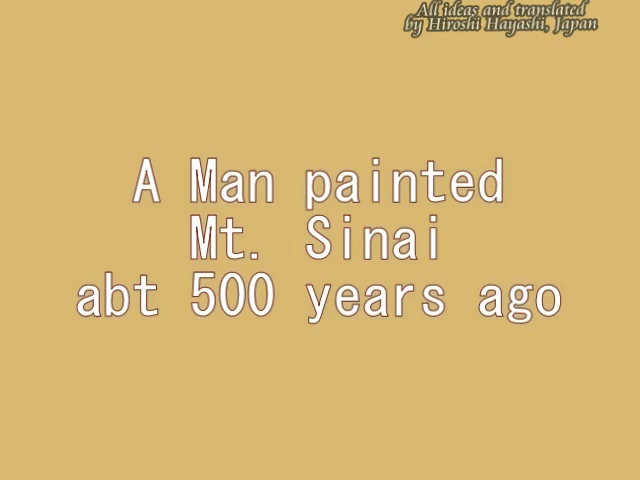 All ideas and translated
by Hiroshi Hayashi, Japan
A Man painted
Mt. Sinai
abt 500 years ago